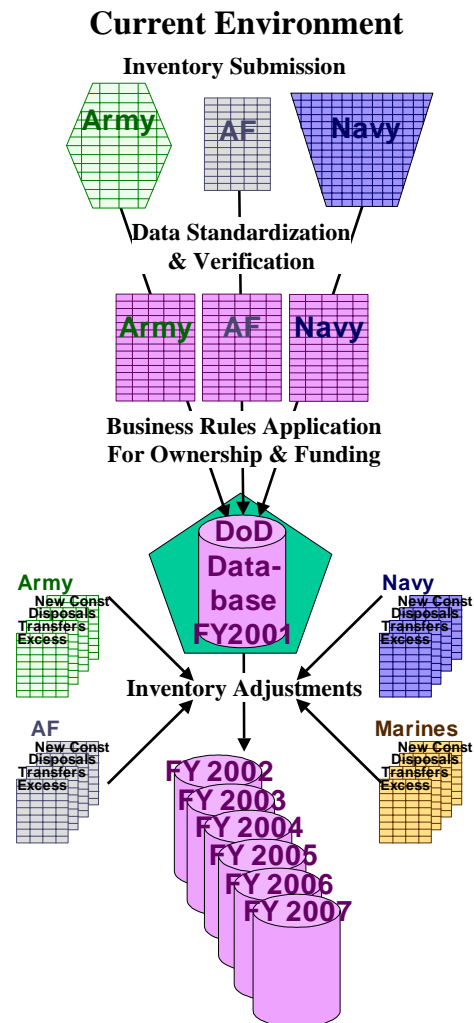 Current Environment
Inventory Submission
Army
AF
Navy
Data Standardization
& Verification
Army
AF
Navy
Business Rules Application
For Ownership & Funding
DoD
Data-
base
FY2001
Army
New Const
Disposals
Transfers
Excess
Navy
New Const
Disposals
Transfers
Excess
Inventory Adjustments
AF
New Const
Disposals
Transfers
Excess
Marines
New Const
Disposals
Transfers
Excess
FY 2002
FY 2003
FY 2004
FY 2005
FY 2006
FY 2007